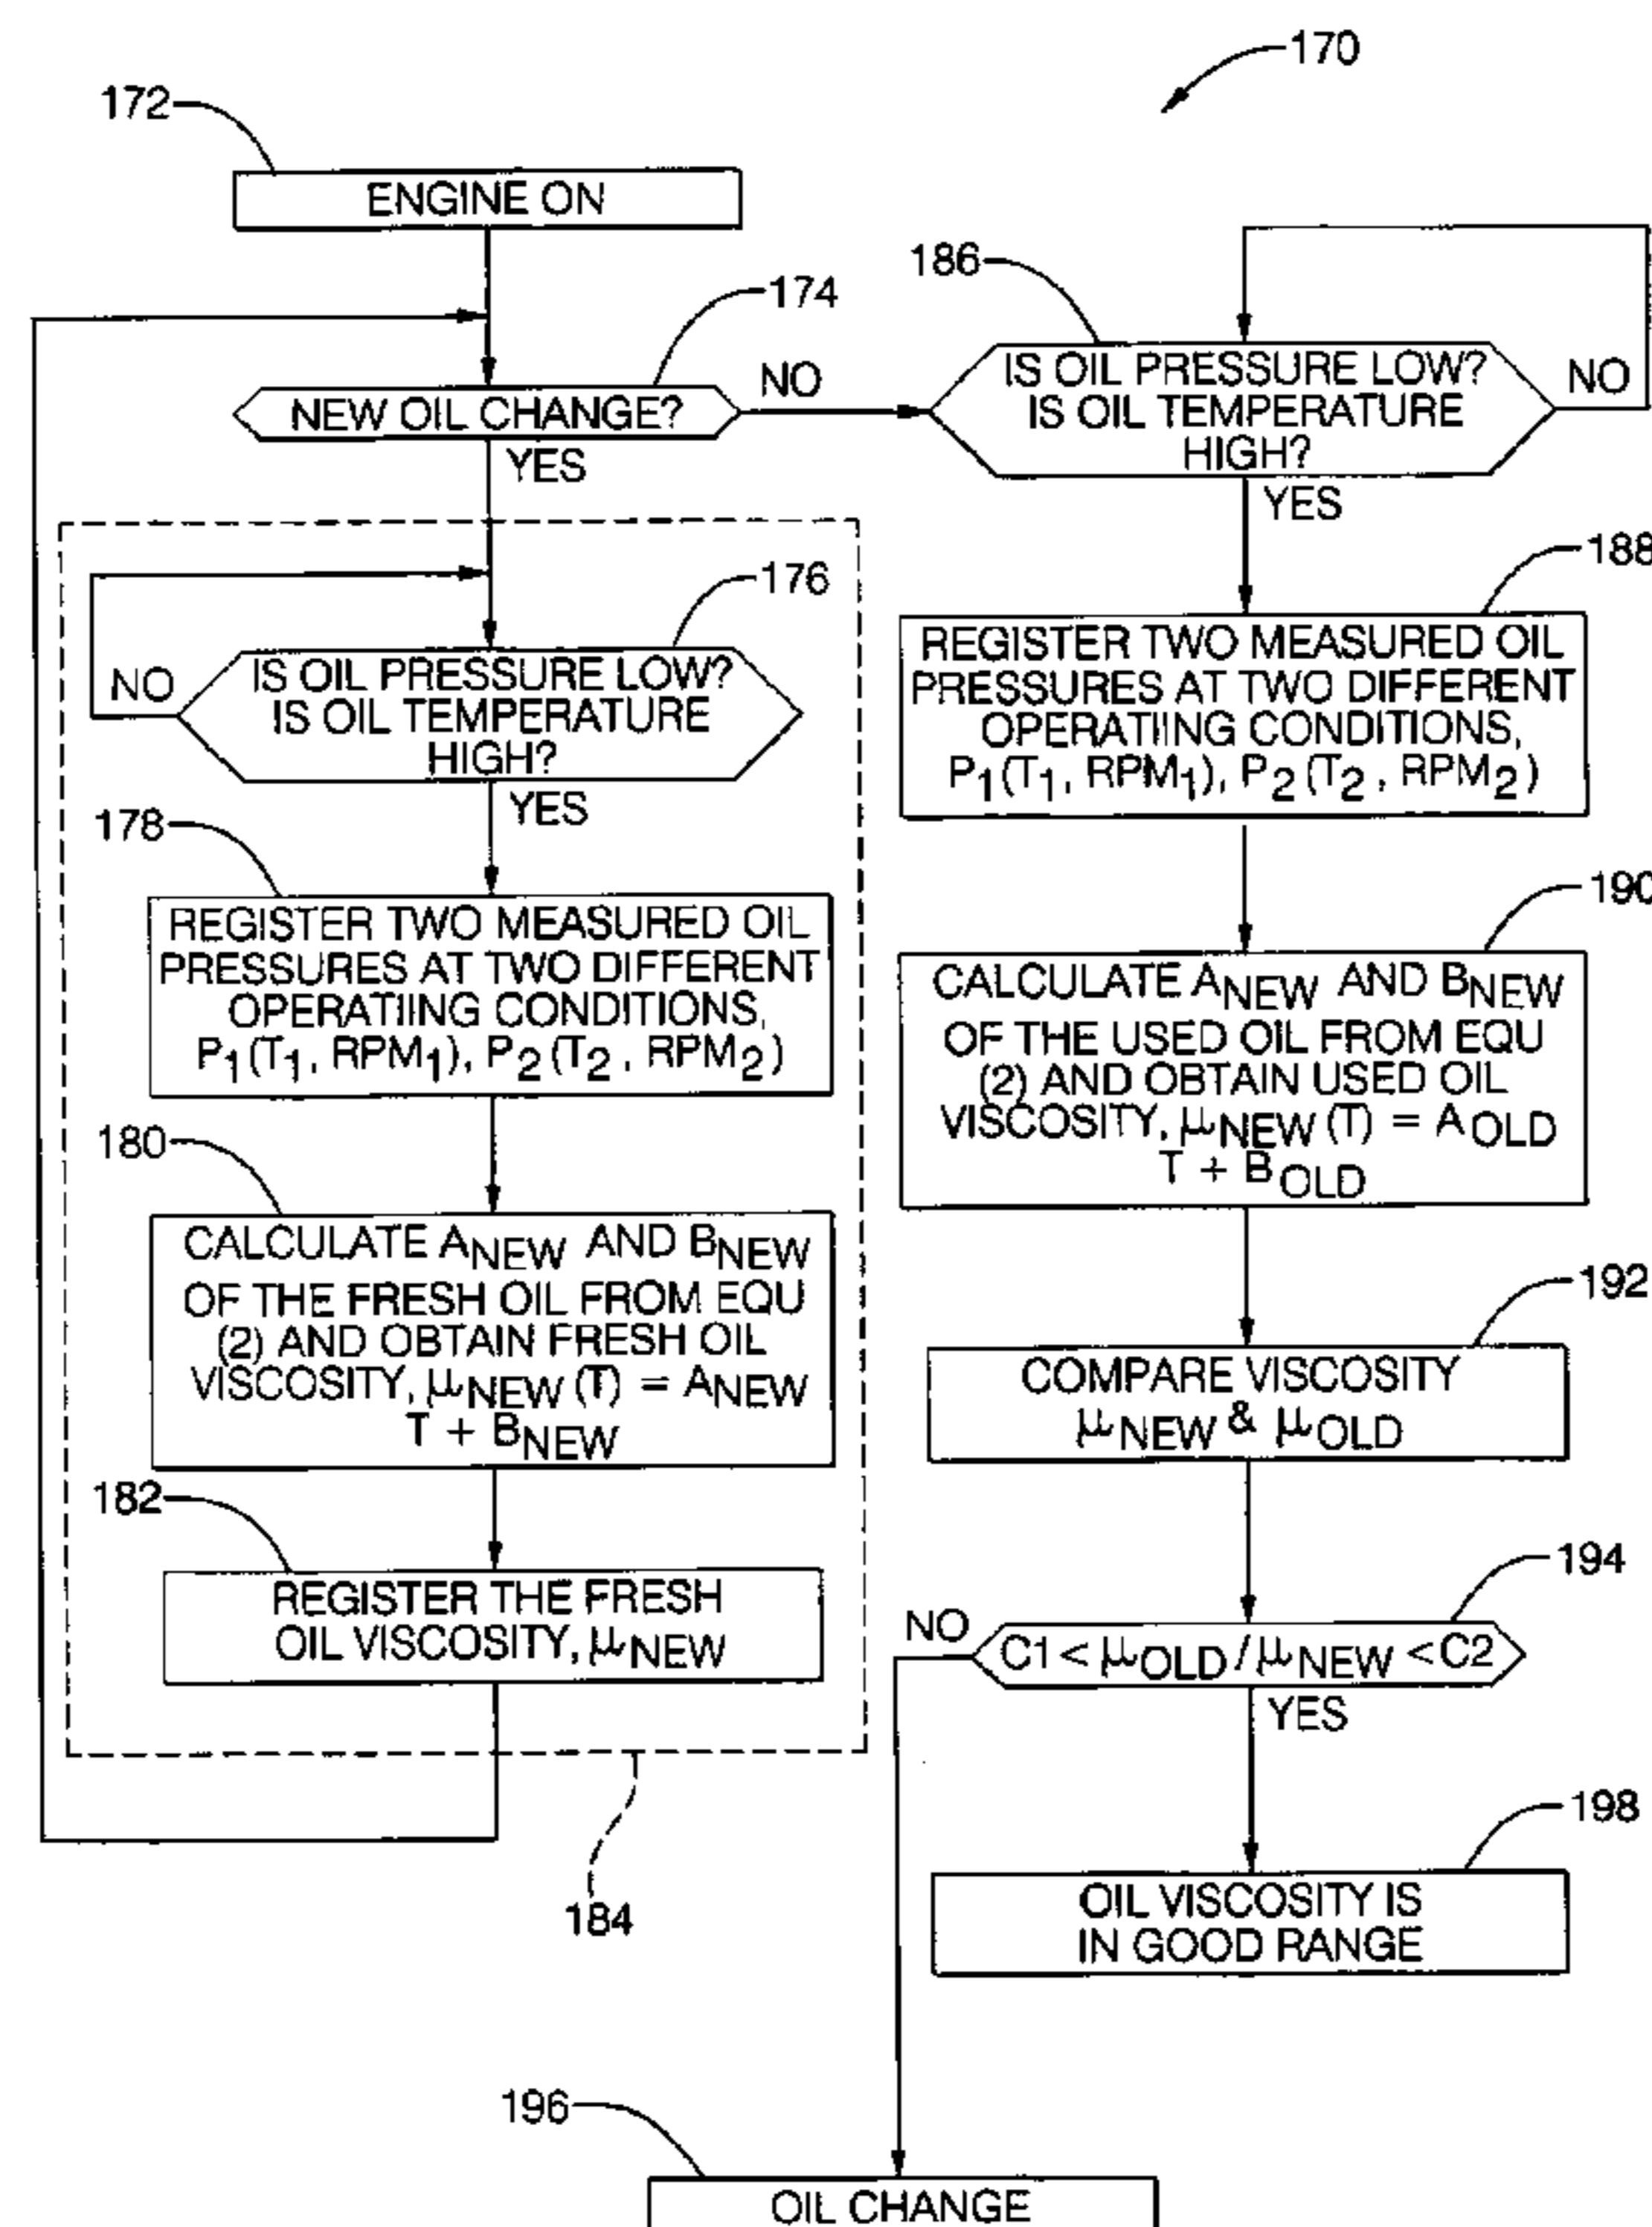 170
172
ENGINE ON
174
NEW OIL CHANGE?
NO
YES
176
NO
IS OIL PRESSURE LOW?
IS OIL TEMPERATURE
HIGH?
YES
178
REGISTER TWO MEASURED OIL
PRESSURES AT TWO DIFFERENT
OPERATIING CONDITIONS,
P1(T1, RPM1), P2(T2, RPM2)
180
CALCULATE ANEW AND BNEW
OF THE FRESH OIL FROM EQU
(2) AND OBTAIN FRESH OIL
VISCOSITY, μNEW (T) = ANEW
T + BNEW
182
REGISTER THE FRESH
OIL VISCOSITY, μNEW
184
186
IS OIL PRESSURE LOW?
IS OIL TEMPERATURE
HIGH?
NO
YES
188
REGISTER TWO MEASURED OIL
PRESSURES AT TWO DIFFERENT
OPERATIING CONDITIONS,
P1(T1, RPM1), P2(T2, RPM2)
190
CALCULATE ANEW AND BNEW
OF THE USED OIL FROM EQU
(2) AND OBTAIN USED OIL
VISCOSITY, μNEW (T) = AOLD
T + BOLD
192
COMPARE VISCOSITY
μNEW & μOLD
194
NO
C1 < μOLD / μNEW < C2
YES
198
OIL VISCOSITY IS
IN GOOD RANGE
196
OIL CHANGE